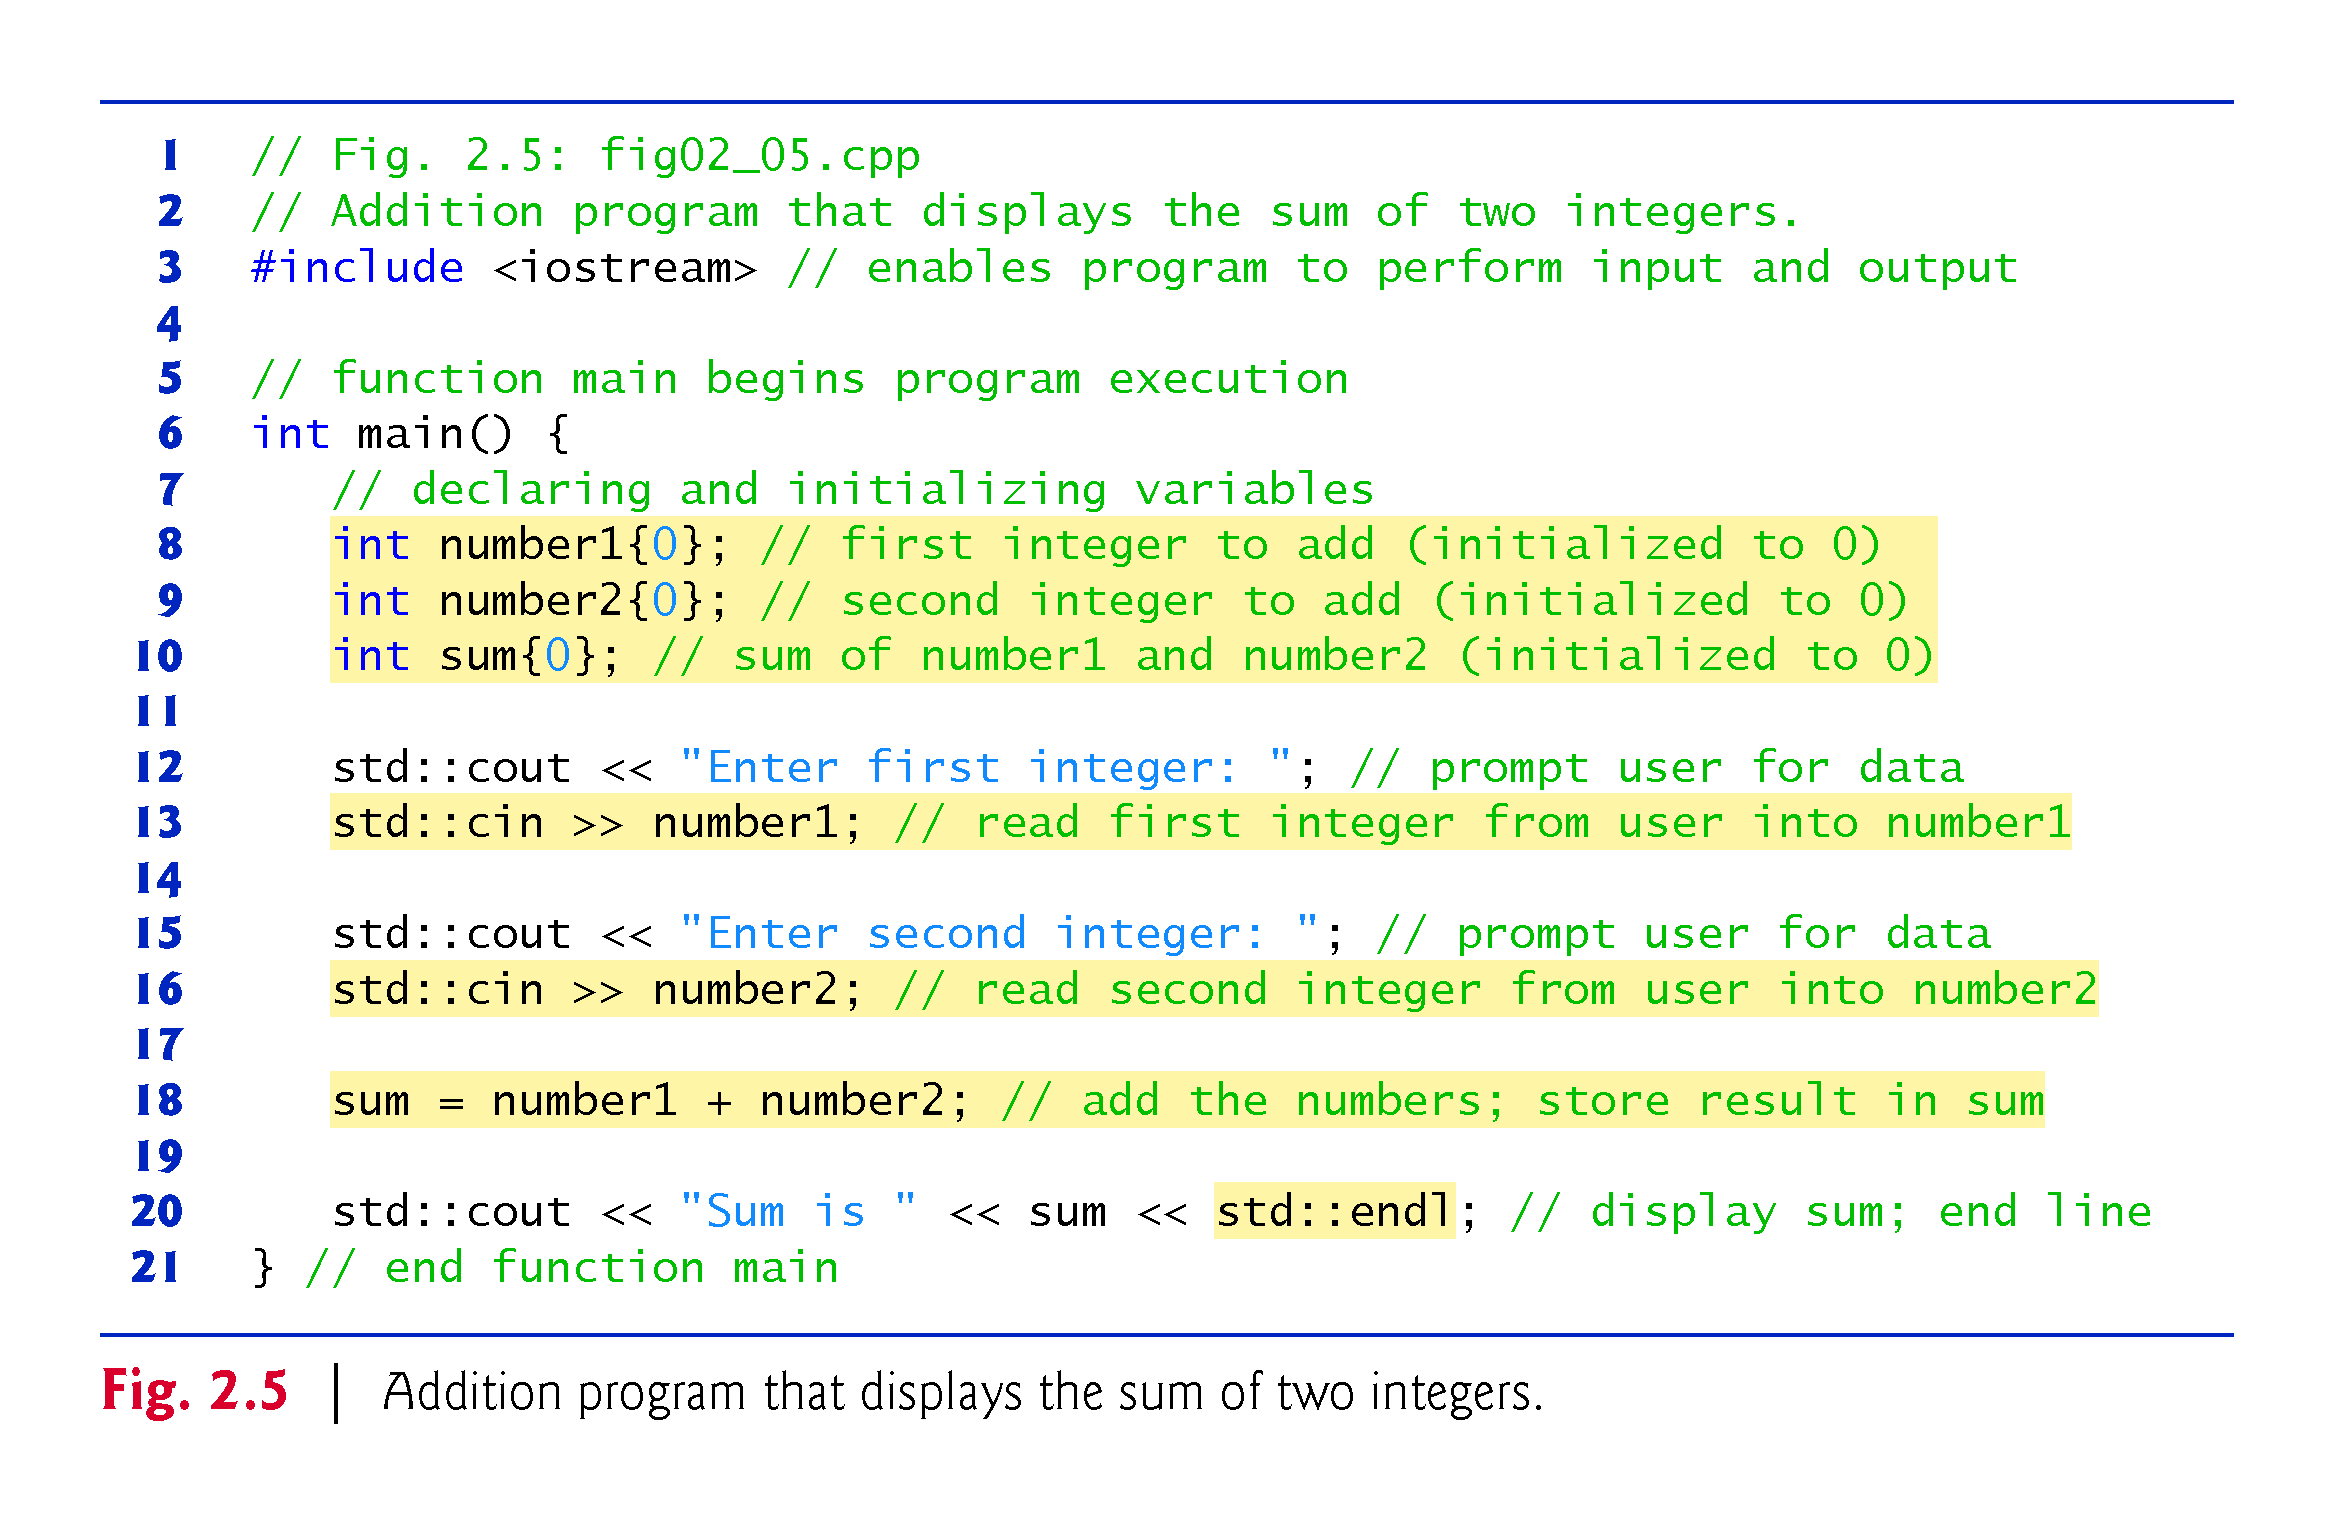 1 // Fig. 2.5: fig02_05.cpp
2 // Addition program that displays the sum of two integers.
3 #include <iostream> // enables program to perform input and output
4
5 // function main begins program execution
6 int main() {
7    // declaring and initializing variables
8    int number1{0}; // first integer to add (initialized to 0)
9    int number2{0}; // second integer to add (initialized to 0)
10    int sum{0}; // sum of number1 and number2 (initialized to 0)
11
12    std::cout << "Enter first integer: "; // prompt user for data
13    std::cin >> number1; // read first integer from user into number1
14
15    std::cout << "Enter second integer: "; // prompt user for data
16    std::cin >> number2; // read second integer from user into number2
17
18    sum = number1 + number2; // add the numbers; store result in sum
19
20    std::cout << "Sum is " << sum << std::endl; // display sum; end line
21 } // end function main
Fig. 2.5 | Addition program that displays the sum of two integers.